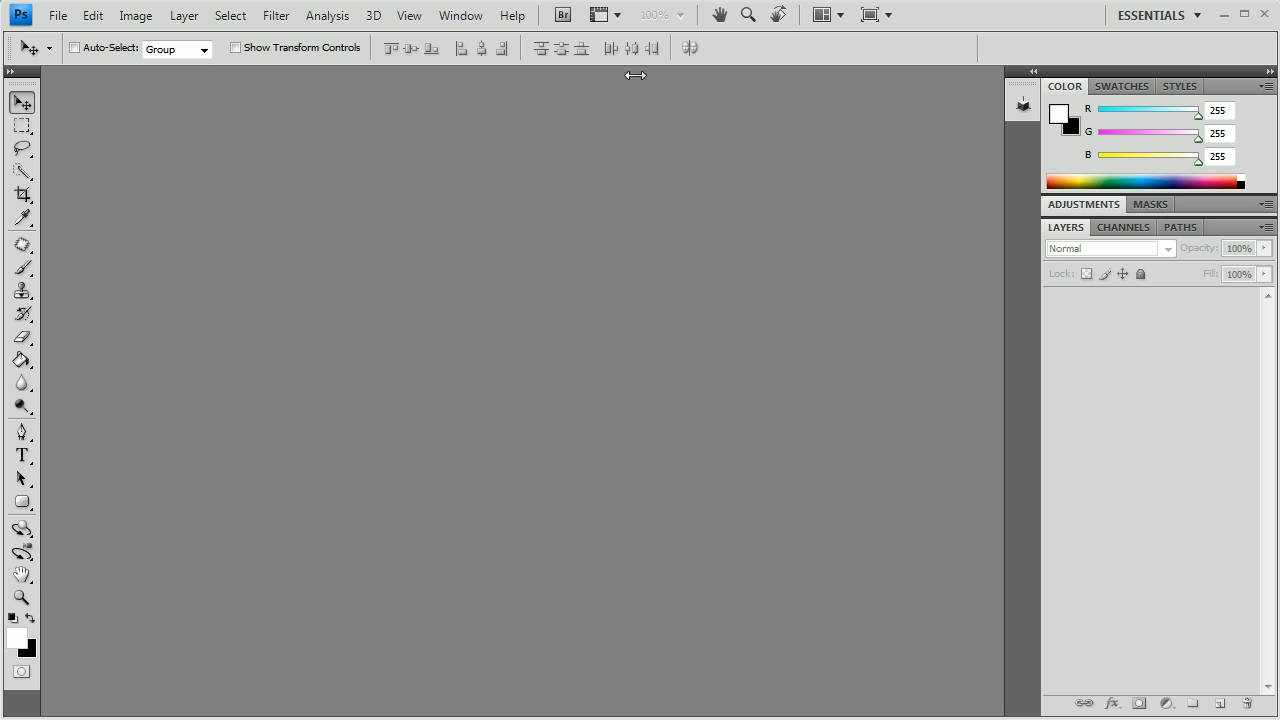 Ps File Edit Image Layer Select Filter Analysis 3D View Window Help Br 100% ESSENTIALS
Auto-Select: Group Show Transform Controls
COLOR SWATCHES STYLES
R 255
G 255
B 255
ADJUSTMENTS MASKS
LAYERS CHANNELS PATHS
Normal Opacity: 100%
Lock: Fill: 100%
T
fx